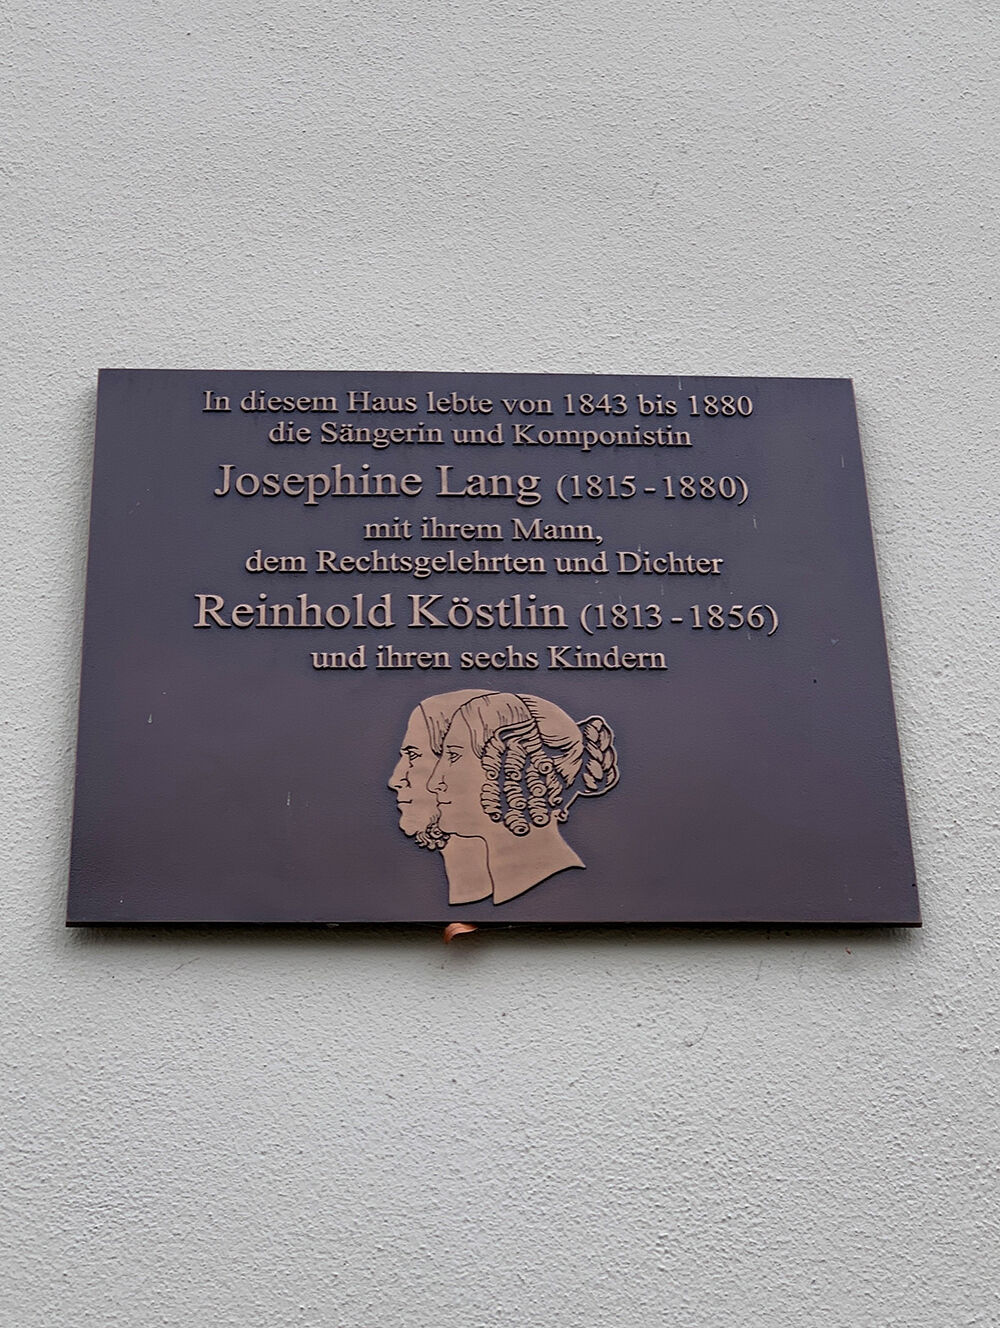 In diesem Haus lebte von 1843 bis 1880
die Sängerin und Komponistin
Josephine Lang (1815 - 1880)
mit ihrem Mann,
dem Rechtsgelehrten und Dichter
Reinhold Köstlin (1813 - 1856)
und ihren sechs Kindern